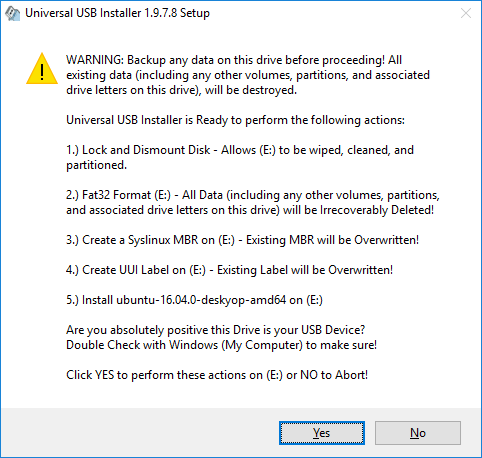 Universal USB Installer 1.9.7.8 Setup
WARNING: Backup any data on this drive before proceeding! All
existing data (including any other volumes, partitions, and associated
drive letters on this drive), will be destroyed.
Universal USB Installer is Ready to perform the following actions:
1.) Lock and Dismount Disk - Allows (E:) to be wiped, cleaned, and
partitioned.
2.) Fat32 Format (E:) - All Data (including any other volumes, partitions,
and associated drive letters on this drive) will be Irrecoverably Deleted!
3.) Create a Syslinux MBR on (E:) - Existing MBR will be Overwritten!
4.) Create UUI Label on (E:) - Existing Label will be Overwritten!
5.) Install ubuntu-16.04.0-deskyop-amd64 on (E:)
Are you absolutely positive this Drive is your USB Device?
Double Check with Windows (My Computer) to make sure!
Click YES to perform these actions on (E:) or NO to Abort!
Yes No